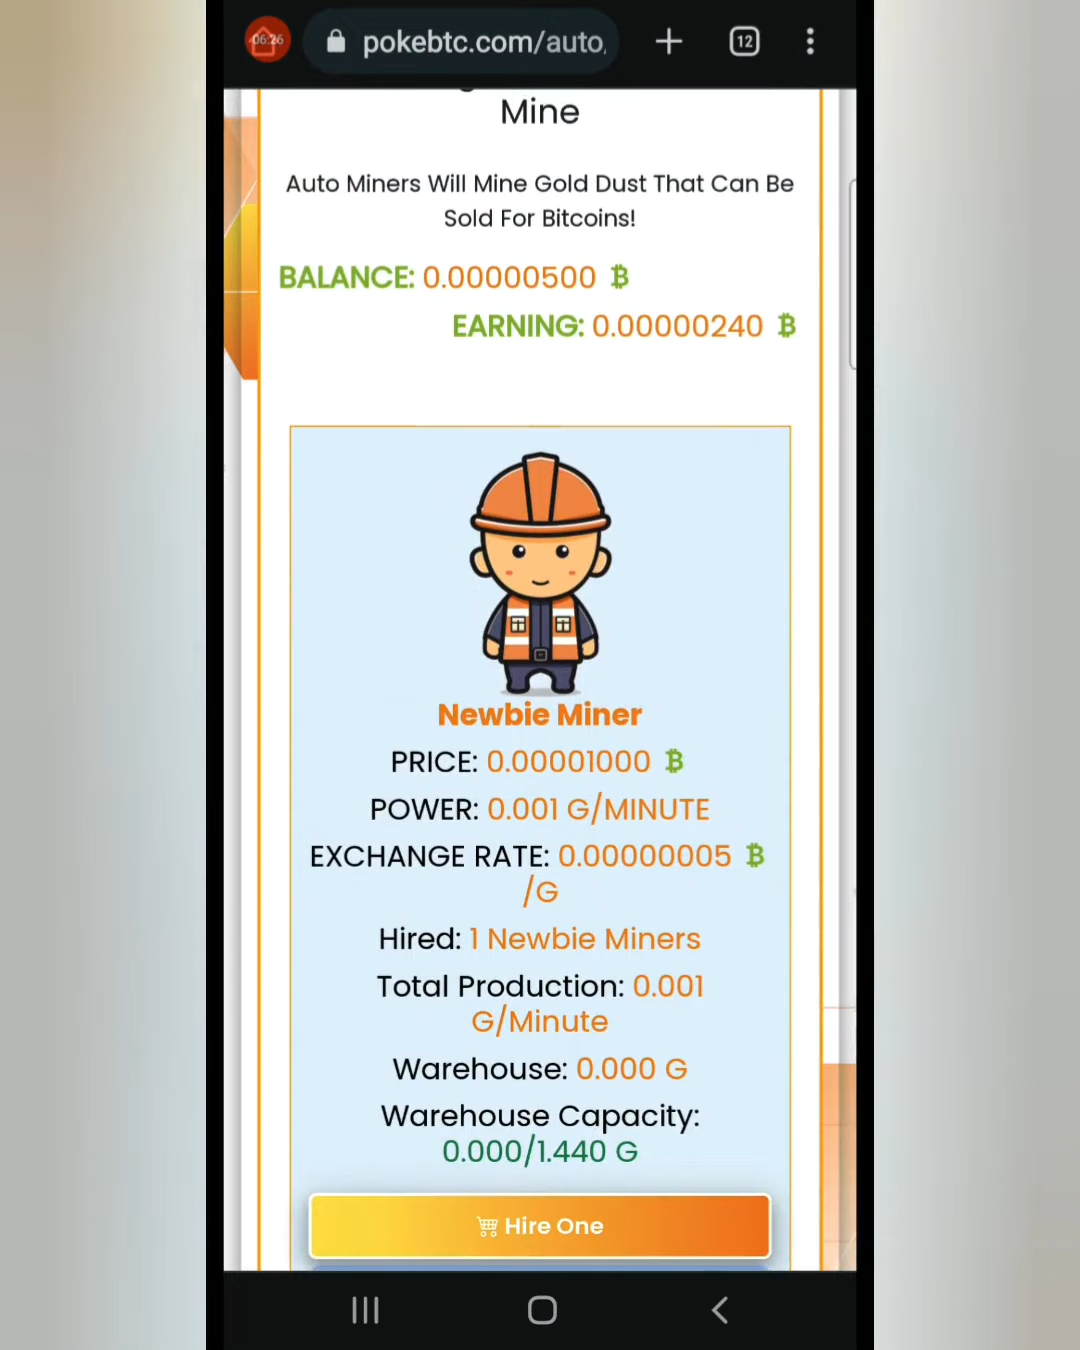 06:26
pokebtc.com/auto
12
Mine
Auto Miners Will Mine Gold Dust That Can Be
Sold For Bitcoins!
BALANCE: 0.00000500 ₿
EARNING: 0.00000240 ₿
Newbie Miner
PRICE: 0.00001000 ₿
POWER: 0.001 G/MINUTE
EXCHANGE RATE: 0.00000005 ₿
/G
Hired: 1 Newbie Miners
Total Production: 0.001
G/Minute
Warehouse: 0.000 G
Warehouse Capacity:
0.000/1.440 G
Hire One